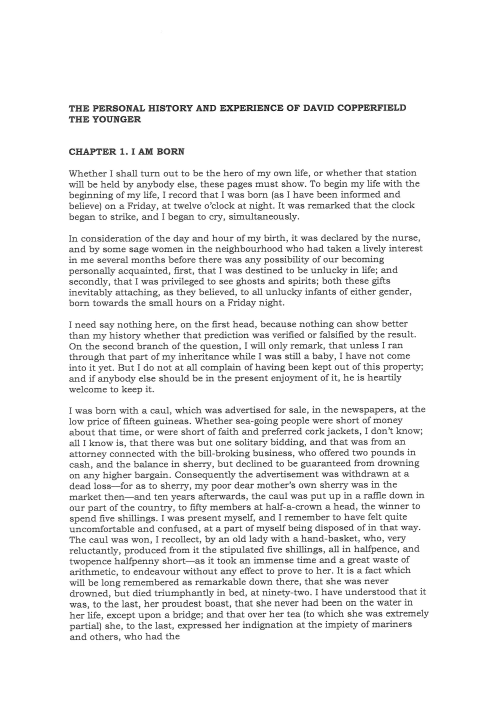 THE PERSONAL HISTORY AND EXPERIENCE OF DAVID COPPERFIELD
THE YOUNGER
CHAPTER 1. I AM BORN
Whether I shall turn out to be the hero of my own life, or whether that station
will be held by anybody else, these pages must show. To begin my life with the
beginning of my life, I record that I was born (as I have been informed and
believe) on a Friday, at twelve o'clock at night. It was remarked that the clock
began to strike, and I began to cry, simultaneously.
In consideration of the day and hour of my birth, it was declared by the nurse,
and by some sage women in the neighbourhood who had taken a lively interest
in me several months before there was any possibility of our becoming
personally acquainted, first, that I was destined to be unlucky in life; and
secondly, that I was privileged to see ghosts and spirits; both these gifts
inevitably attaching, as they believed, to all unlucky infants of either gender,
born towards the small hours on a Friday night.
I need say nothing here, on the first head, because nothing can show better
than my history whether that prediction was verified or falsified by the result.
On the second branch of the question, I will only remark, that unless I ran
through that part of my inheritance while I was still a baby, I have not come
into it yet. But I do not at all complain of having been kept out of this property;
and if anybody else should be in the present enjoyment of it, he is heartily
welcome to keep it.
I was born with a caul, which was advertised for sale, in the newspapers, at the
low price of fifteen guineas. Whether sea-going people were short of money
about that time, or were short of faith and preferred cork jackets, I don't know;
all I know is, that there was but one solitary bidding, and that was from an
attorney connected with the bill-broking business, who offered two pounds in
cash, and the balance in sherry, but declined to be guaranteed from drowning
on any higher bargain. Consequently the advertisement was withdrawn at a
dead loss—for as to sherry, my poor dear mother's own sherry was in the
market then—and ten years afterwards, the caul was put up in a raffle down in
our part of the country, to fifty members at half-a-crown a head, the winner to
spend five shillings. I was present myself, and I remember to have felt quite
uncomfortable and confused, at a part of myself being disposed of in that way.
The caul was won, I recollect, by an old lady with a hand-basket, who, very
reluctantly, produced from it the stipulated five shillings, all in halfpence, and
twopence halfpenny short—as it took an immense time and a great waste of
arithmetic, to endeavour without any effect to prove to her. It is a fact which
will be long remembered as remarkable down there, that she was never
drowned, but died triumphantly in bed, at ninety-two. I have understood that it
was, to the last, her proudest boast, that she never had been on the water in
her life, except upon a bridge; and that over her tea (to which she was extremely
partial) she, to the last, expressed her indignation at the impiety of mariners
and others, who had the